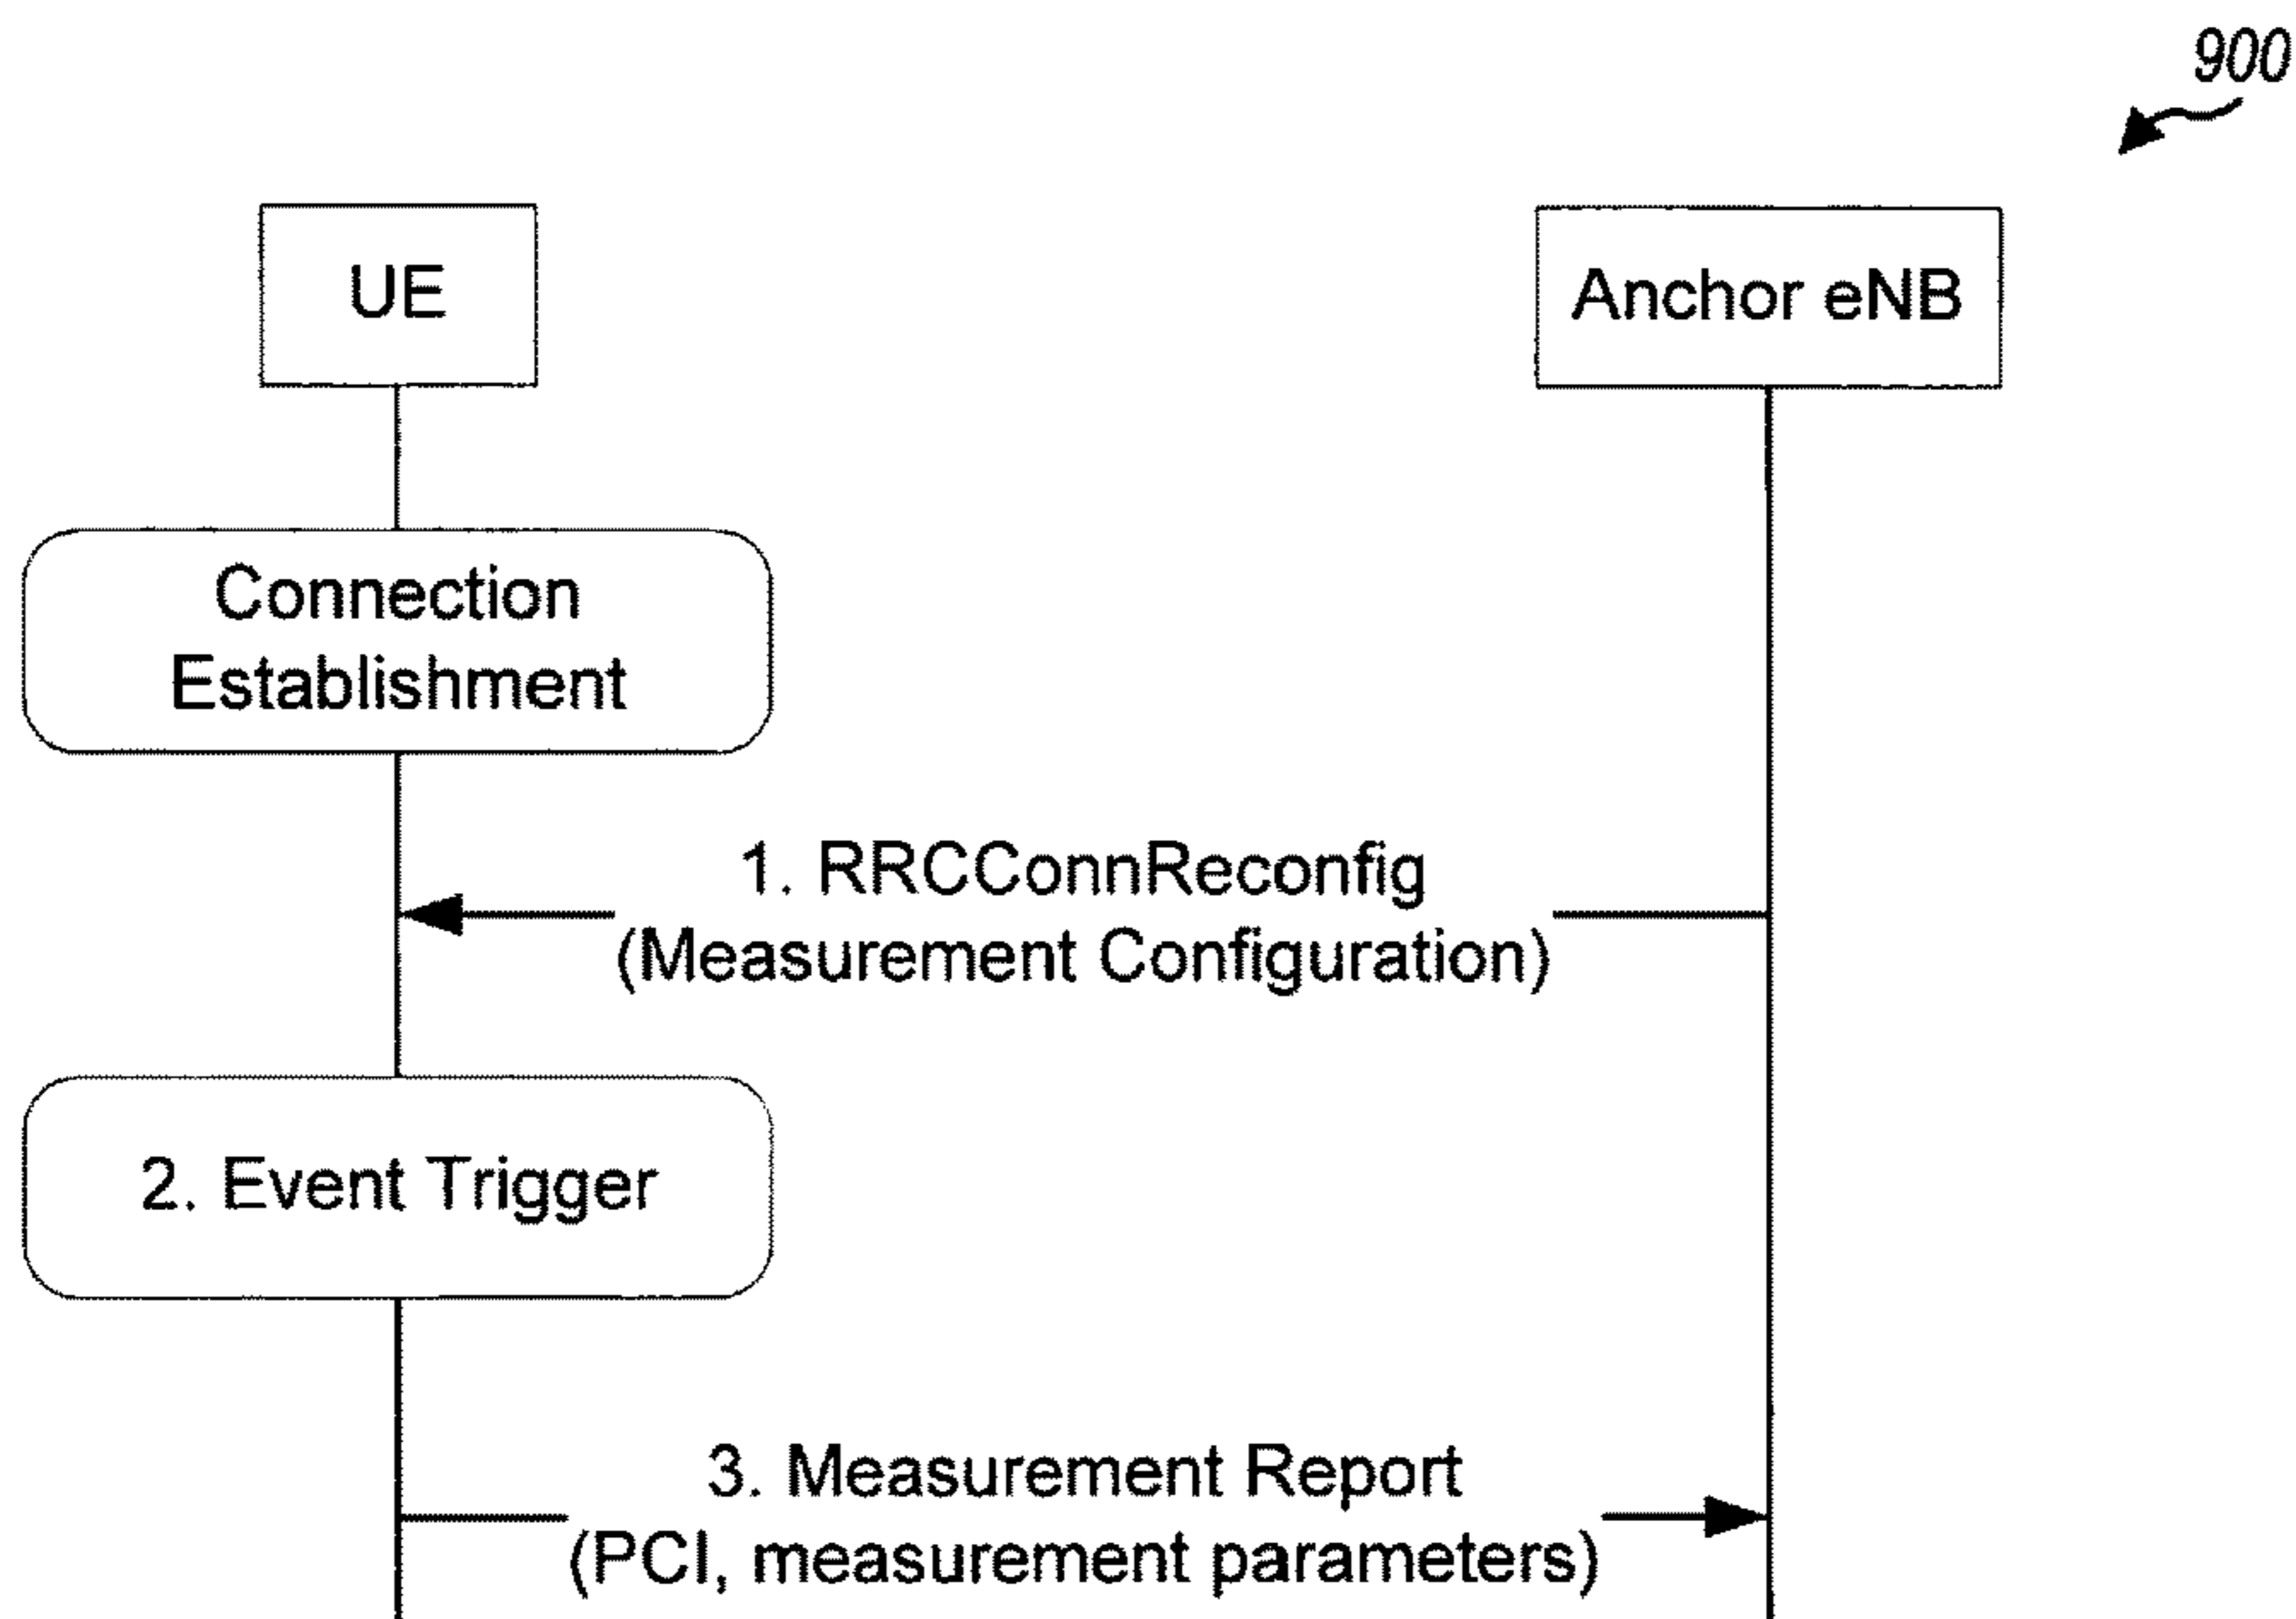 900
UE
Anchor eNB
Connection
Establishment
1. RRCConnReconfig
(Measurement Configuration)
2. Event Trigger
3. Measurement Report
(PCI, measurement parameters)